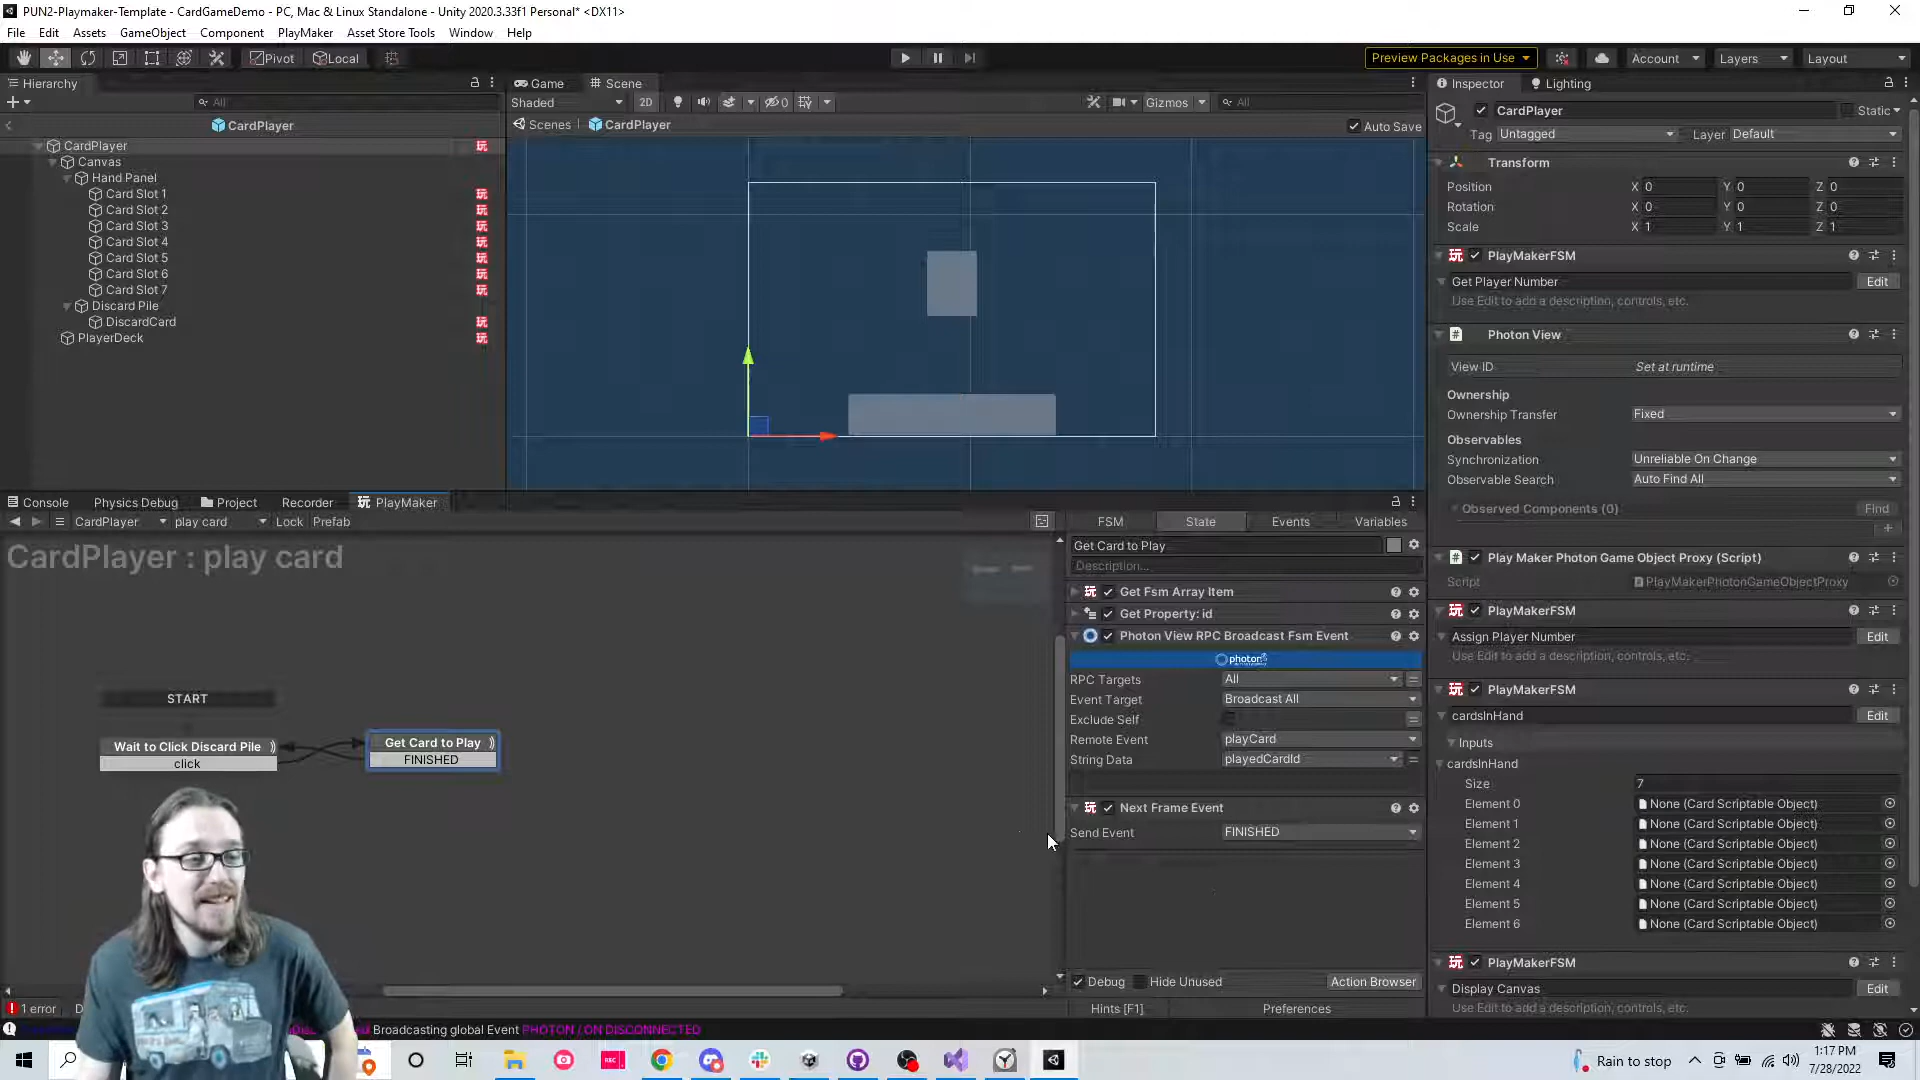 PUN2-Playmaker-Template - CardGameDemo - PC, Mac & Linux Standalone - Unity 2020.3.33f1 Personal* <DX11>
File Edit Assets GameObject Component PlayMaker Asset Store Tools Window Help
Pivot Local Preview Packages in Use Account Layers Layout
Hierarchy Game Scene Inspector Lighting
All Shaded 2D 0 Gizmos All
CardPlayer Static
CardPlayer Scenes CardPlayer Auto Save
Tag Untagged Layer Default
CardPlayer
Canvas
Hand Panel
Card Slot 1
Card Slot 2
Card Slot 3
Card Slot 4
Card Slot 5
Card Slot 6
Card Slot 7
Discard Pile
DiscardCard
PlayerDeck
Transform
Position X 0 Y 0 Z 0
Rotation X 0 Y 0 Z 0
Scale X 1 Y 1 Z 1
PlayMakerFSM
Get Player Number Edit
Use Edit to add a description, controls, etc.
Photon View
View ID Set at runtime
Ownership
Ownership Transfer Fixed
Observables
Synchronization Unreliable On Change
Observable Search Auto Find All
Observed Components (0) Find
Play Maker Photon Game Object Proxy (Script)
Script PlayMakerPhotonGameObjectProxy
PlayMakerFSM
Assign Player Number Edit
Use Edit to add a description, controls, etc.
PlayMakerFSM
cardsInHand Edit
Inputs
cardsInHand
Size 7
Element 0 None (Card Scriptable Object)
Element 1 None (Card Scriptable Object)
Element 2 None (Card Scriptable Object)
Element 3 None (Card Scriptable Object)
Element 4 None (Card Scriptable Object)
Element 5 None (Card Scriptable Object)
Element 6 None (Card Scriptable Object)
PlayMakerFSM
Display Canvas Edit
Use Edit to add a description, controls, etc.
Console Physics Debug Project Recorder PlayMaker
CardPlayer play card Lock Prefab
CardPlayer : play card
START
Wait to Click Discard Pile
click
Get Card to Play
FINISHED
FSM State Events Variables
Get Card to Play
Description...
Get Fsm Array Item
Get Property: id
Photon View RPC Broadcast Fsm Event
photon
RPC Targets All
Event Target Broadcast All
Exclude Self
Remote Event playCard
String Data playedCardId
Next Frame Event
Send Event FINISHED
Debug Hide Unused Action Browser
1 error D Hints [F1] Preferences
Broadcasting global Event PHOTON / ON DISCONNECTED
REC
Rain to stop
1:17 PM
7/28/2022